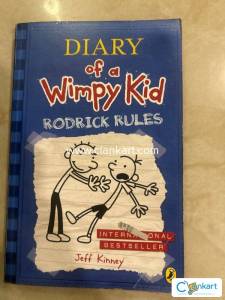 DIARY
of a
Wimpy Kid
RODRICK RULES
www.clankart.com
INTERNATIONAL
BESTSELLER
Jeff Kinney
Clankart